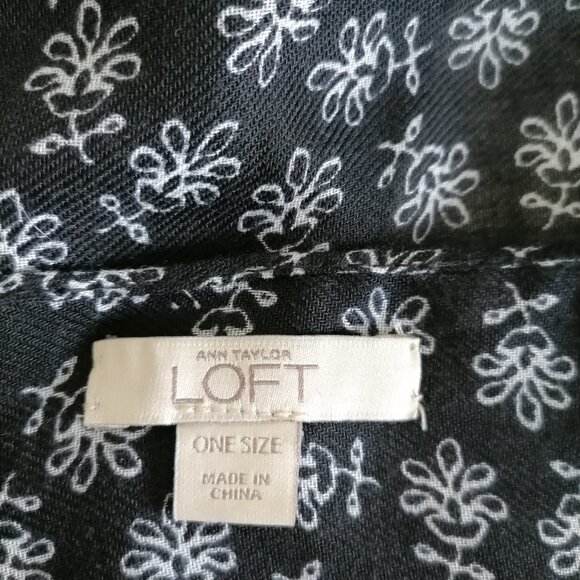 ANN TAYLOR
LOFT
ONE SIZE
MADE IN
CHINA